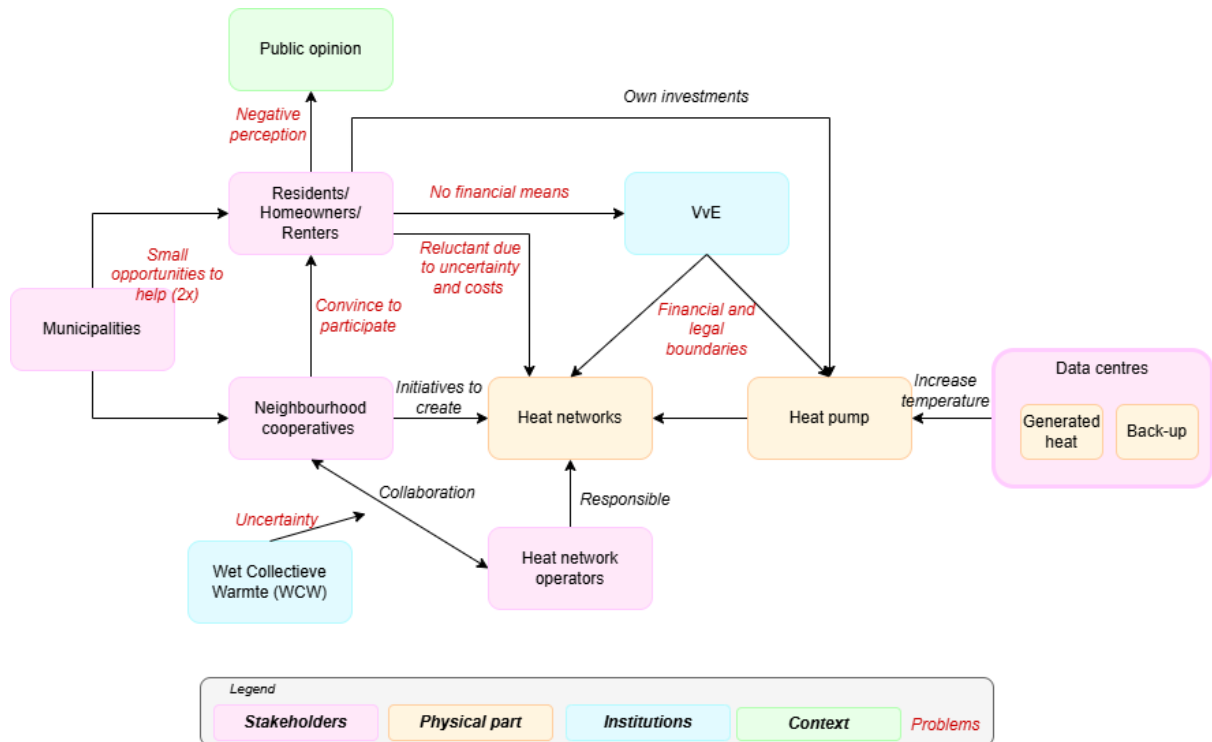 Public opinion
Own investments
Negative
perception
Residents/
Homeowners/
Renters
No financial means
VvE
Reluctant due
to uncertainty
and costs
Small
opportunities to
help (2x)
Municipalities
Convince to
participate
Financial and
legal
boundaries
Neighbourhood
cooperatives
Initiatives to
create
Heat networks
Heat pump
Increase
temperature
Data centres
Generated
heat
Back-up
Collaboration
Responsible
Uncertainty
Wet Collectieve
Warmte (WCW)
Heat network
operators
Legend
Stakeholders
Physical part
Institutions
Context
Problems